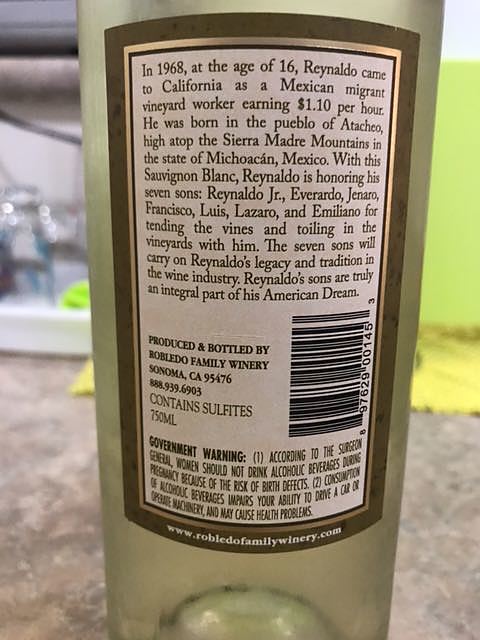 In 1968, at the age of 16, Reynaldo came
to California as a Mexican migrant
vineyard worker earning $1.10 per hour.
He was born in the pueblo of Atacheo,
high atop the Sierra Madre Mountains in
the state of Michoacán, Mexico. With this
Sauvignon Blanc, Reynaldo is honoring his
seven sons: Reynaldo Jr., Everardo, Jenaro,
Francisco, Luis, Lazaro, and Emiliano for
tending the vines and toiling in the
vineyards with him. The seven sons will
carry on Reynaldo's legacy and tradition in
the wine industry. Reynaldo's sons are truly
an integral part of his American Dream.
PRODUCED & BOTTLED BY
ROBLEDO FAMILY WINERY
SONOMA, CA 95476
888.939.6903
CONTAINS SULFITES
750ML
8 97629 00145 3
GOVERNMENT WARNING: (1) ACCORDING TO THE SURGEON
GENERAL, WOMEN SHOULD NOT DRINK ALCOHOLIC BEVERAGES DURING
PREGNANCY BECAUSE OF THE RISK OF BIRTH DEFECTS. (2) CONSUMPTION
OF ALCOHOLIC BEVERAGES IMPAIRS YOUR ABILITY TO DRIVE A CAR OR
OPERATE MACHINERY, AND MAY CAUSE HEALTH PROBLEMS.
www.robledofamilywinery.com